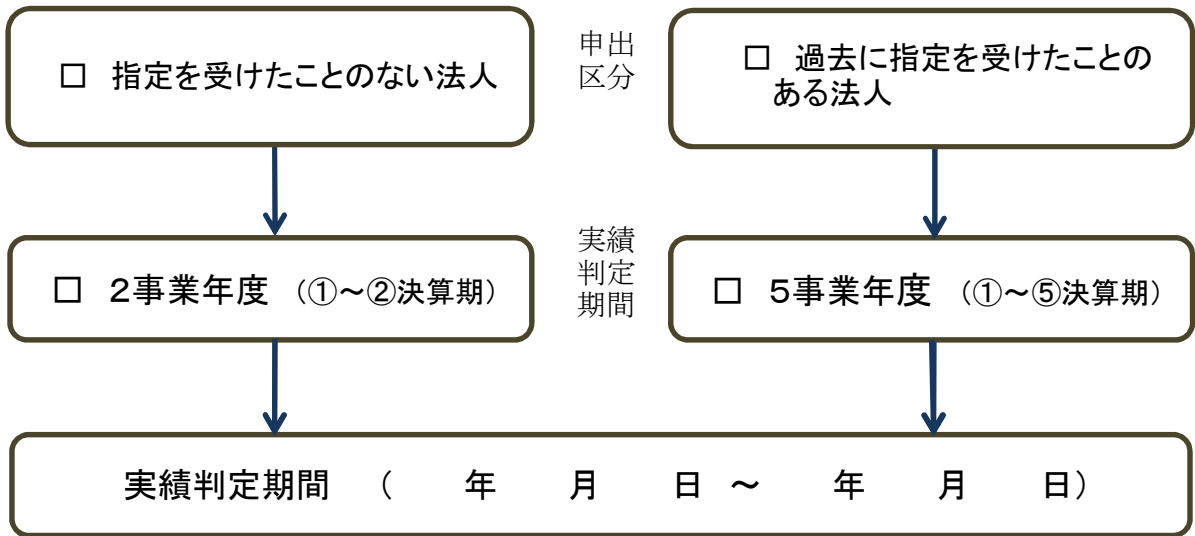 □ 指定を受けたことのない法人
申出
区分
□ 過去に指定を受けたことの
ある法人
□ 2事業年度 (①~②決算期)
実績
判定
期間
□ 5事業年度 (①~⑤決算期)
実績判定期間 ( 年 月 日 ~ 年 月 日)